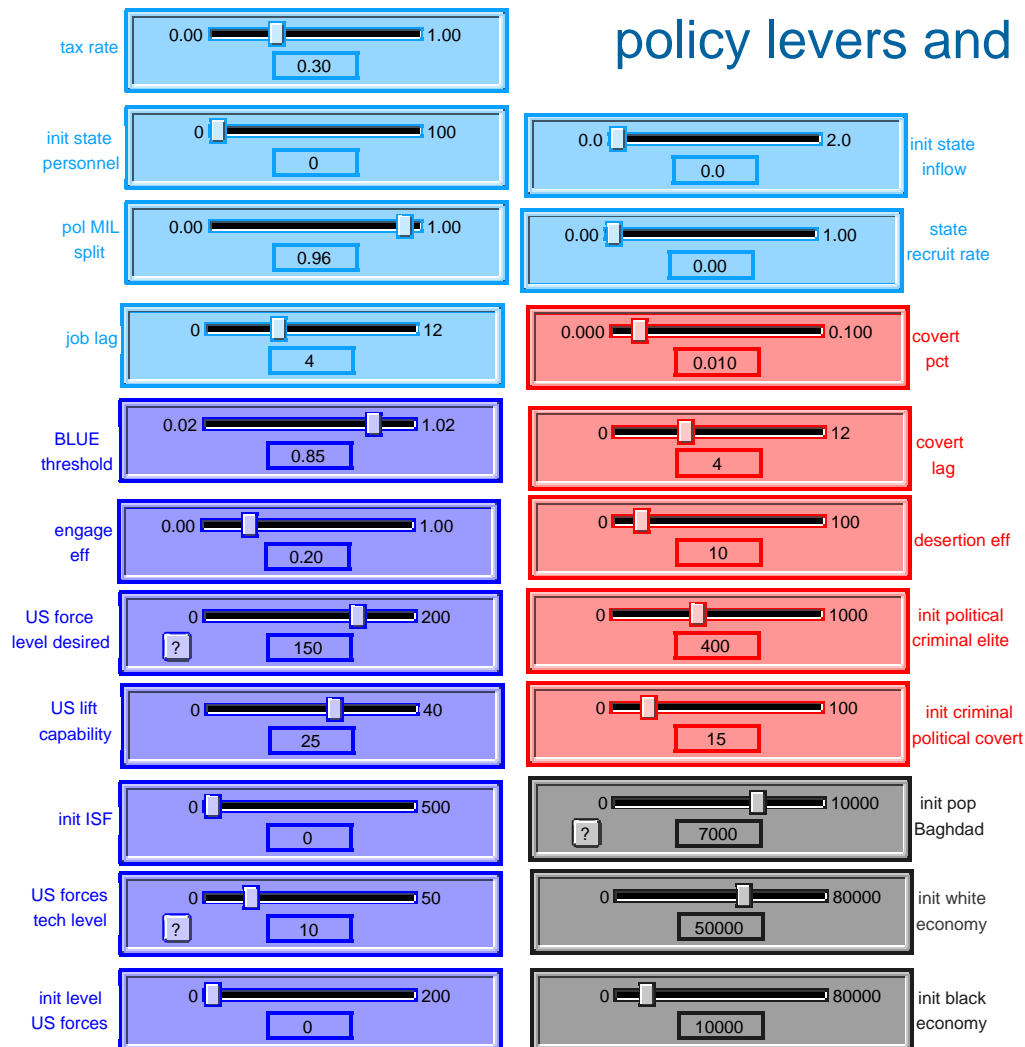 policy levers and
tax rate
0.00 1.00
0.30
init state
personnel
0 100
0
0.0 2.0
0.0
init state
inflow
pol MIL
split
0.00 1.00
0.96
0.00 1.00
0.00
state
recruit rate
job lag
0 12
4
0.000 0.100
0.010
covert
pct
BLUE
threshold
0.02 1.02
0.85
0 12
4
covert
lag
engage
eff
0.00 1.00
0.20
0 100
10
desertion eff
US force
level desired
0 200
? 150
0 1000
400
init political
criminal elite
US lift
capability
0 40
25
0 100
15
init criminal
political covert
init ISF
0 500
0
0 10000
? 7000
init pop
Baghdad
US forces
tech level
0 50
? 10
0 80000
50000
init white
economy
init level
US forces
0 200
0
0 80000
10000
init black
economy